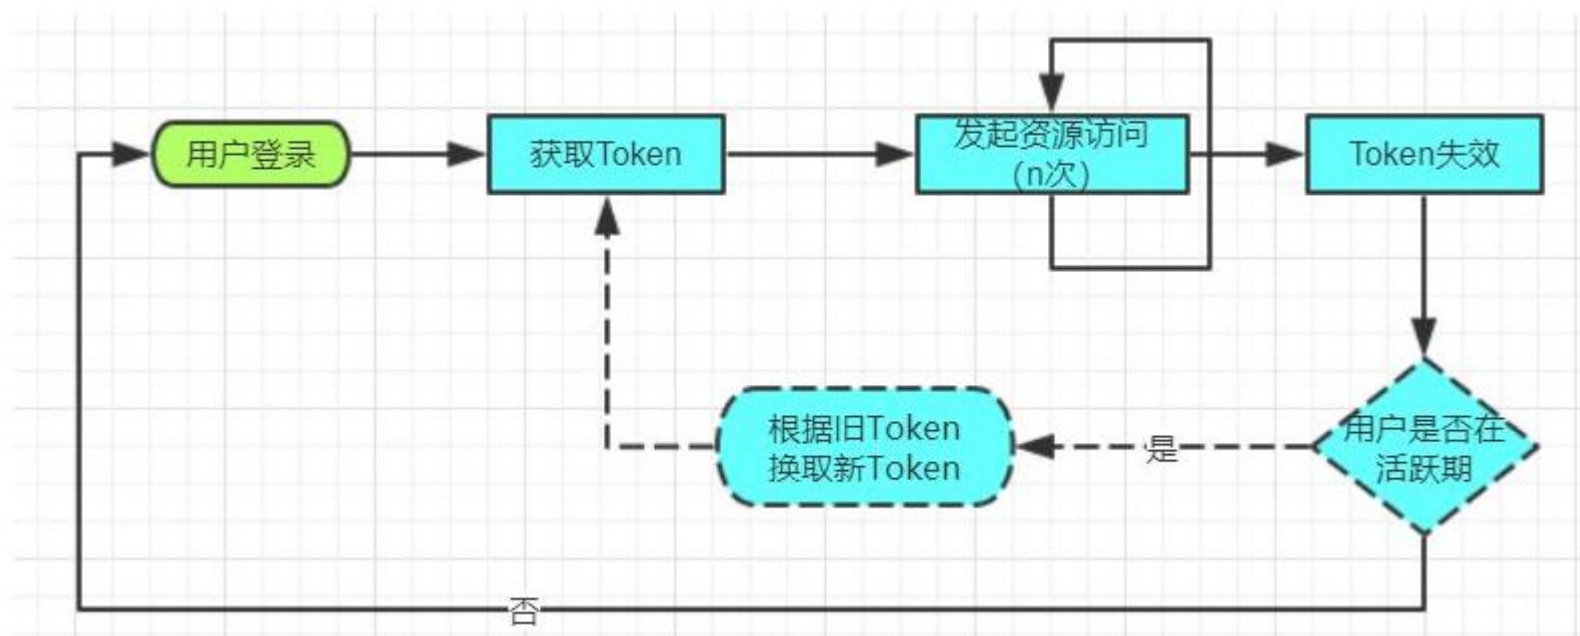 用户登录
获取Token
发起资源访问
(n次)
Token失效
用户是否在
活跃期
是
根据旧Token
换取新Token
否